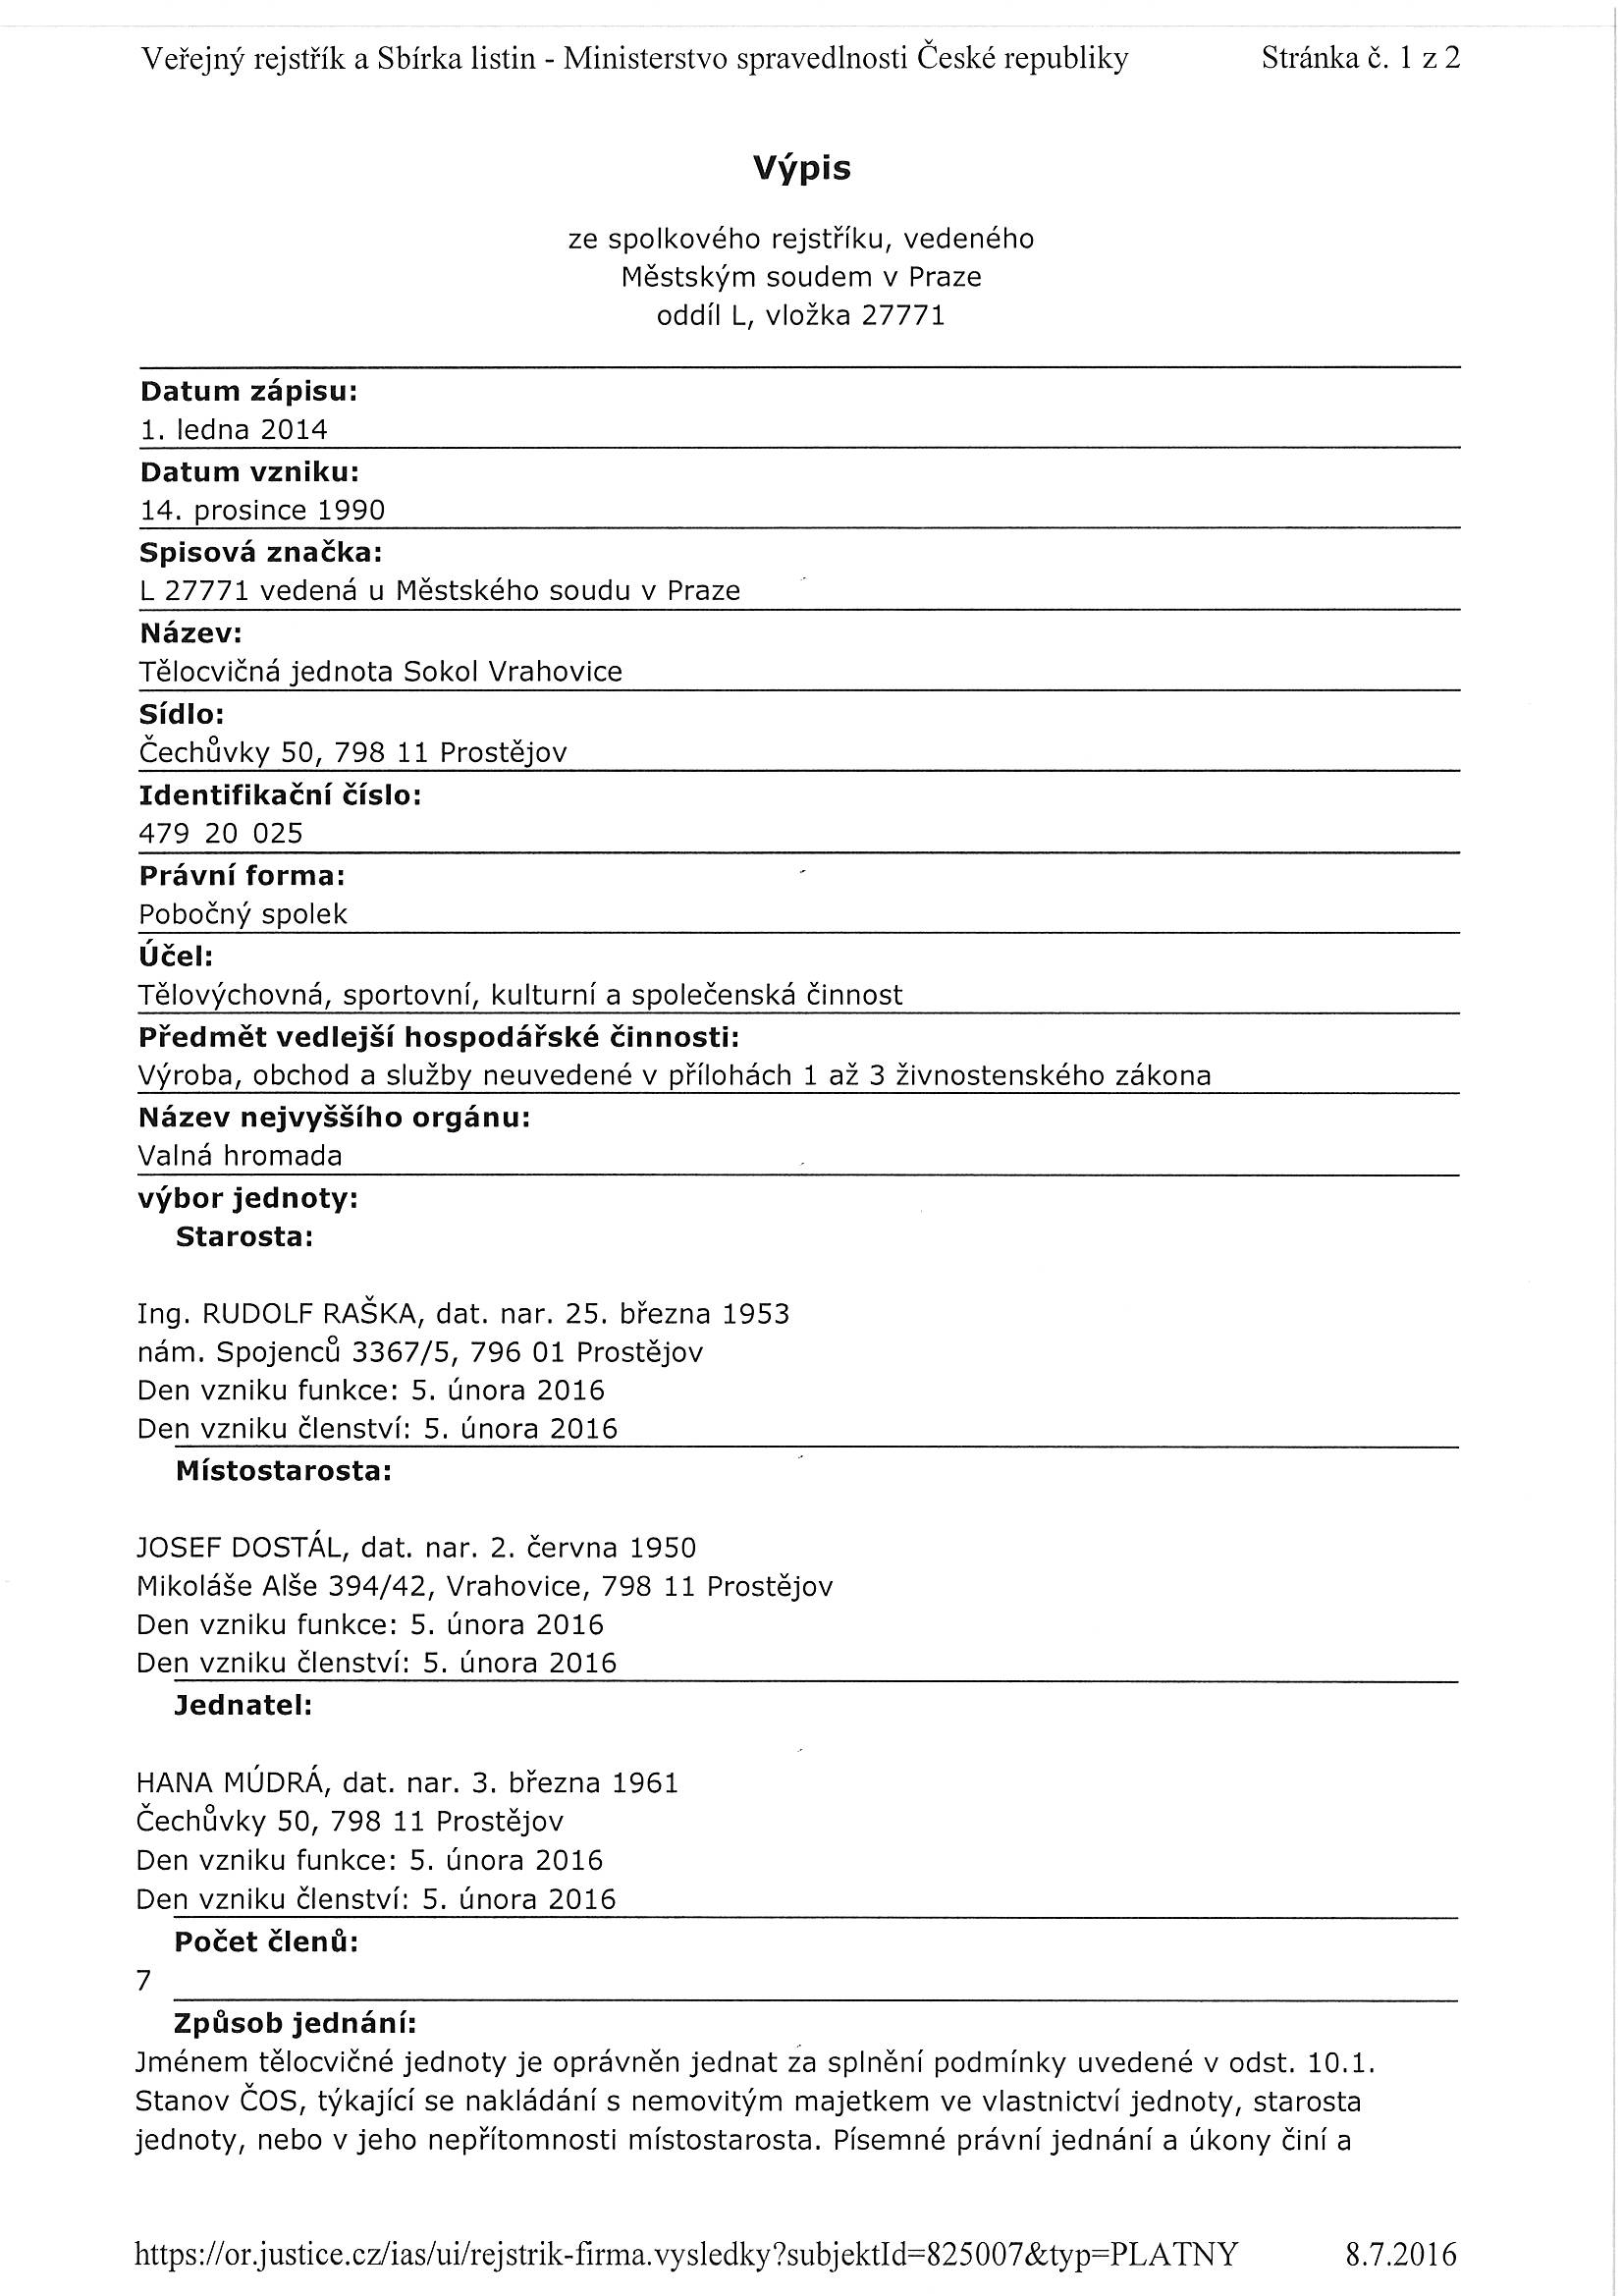 Veřejný rejstřík a Sbírka listin - Ministerstvo spravedlnosti České republiky Stránka č. 1 z 2
Výpis
ze spolkového rejstříku, vedeného
Městským soudem v Praze
oddíl L, vložka 27771
Datum zápisu:
1. ledna 2014
Datum vzniku:
14. prosince 1990
Spisová značka:
L 27771 vedená u Městského soudu v Praze
Název:
Tělocvičná jednota Sokol Vrahovice
Sídlo:
Čechůvky 50, 798 11 Prostějov
Identifikační číslo:
479 20 025
Právní forma:
Pobočný spolek
Účel:
Tělovýchovná, sportovní, kulturní a společenská činnost
Předmět vedlejší hospodářské činnosti:
Výroba, obchod a služby neuvedené v přílohách 1 až 3 živnostenského zákona
Název nejvyššího orgánu:
Valná hromada
výbor jednoty:
Starosta:
Ing. RUDOLF RAŠKA, dat. nar. 25. března 1953
nám. Spojenců 3367/5, 796 01 Prostějov
Den vzniku funkce: 5. února 2016
Den vzniku členství: 5. února 2016
Místostarosta:
JOSEF DOSTÁL, dat. nar. 2. června 1950
Mikoláše Alše 394/42, Vrahovice, 798 11 Prostějov
Den vzniku funkce: 5. února 2016
Den vzniku členství: 5. února 2016
Jednatel:
HANA MÚDRÁ, dat. nar. 3. března 1961
Čechůvky 50, 798 11 Prostějov
Den vzniku funkce: 5. února 2016
Den vzniku členství: 5. února 2016
Počet členů:
7
Způsob jednání:
Jménem tělocvičné jednoty je oprávněn jednat za splnění podmínky uvedené v odst. 10.1.
Stanov ČOS, týkající se nakládání s nemovitým majetkem ve vlastnictví jednoty, starosta
jednoty, nebo v jeho nepřítomnosti místostarosta. Písemné právní jednání a úkony činí a
https://or.justice.cz/ias/ui/rejstrik-firma.vysledky?subjektId=825007&typ=PLATNY 8.7.2016